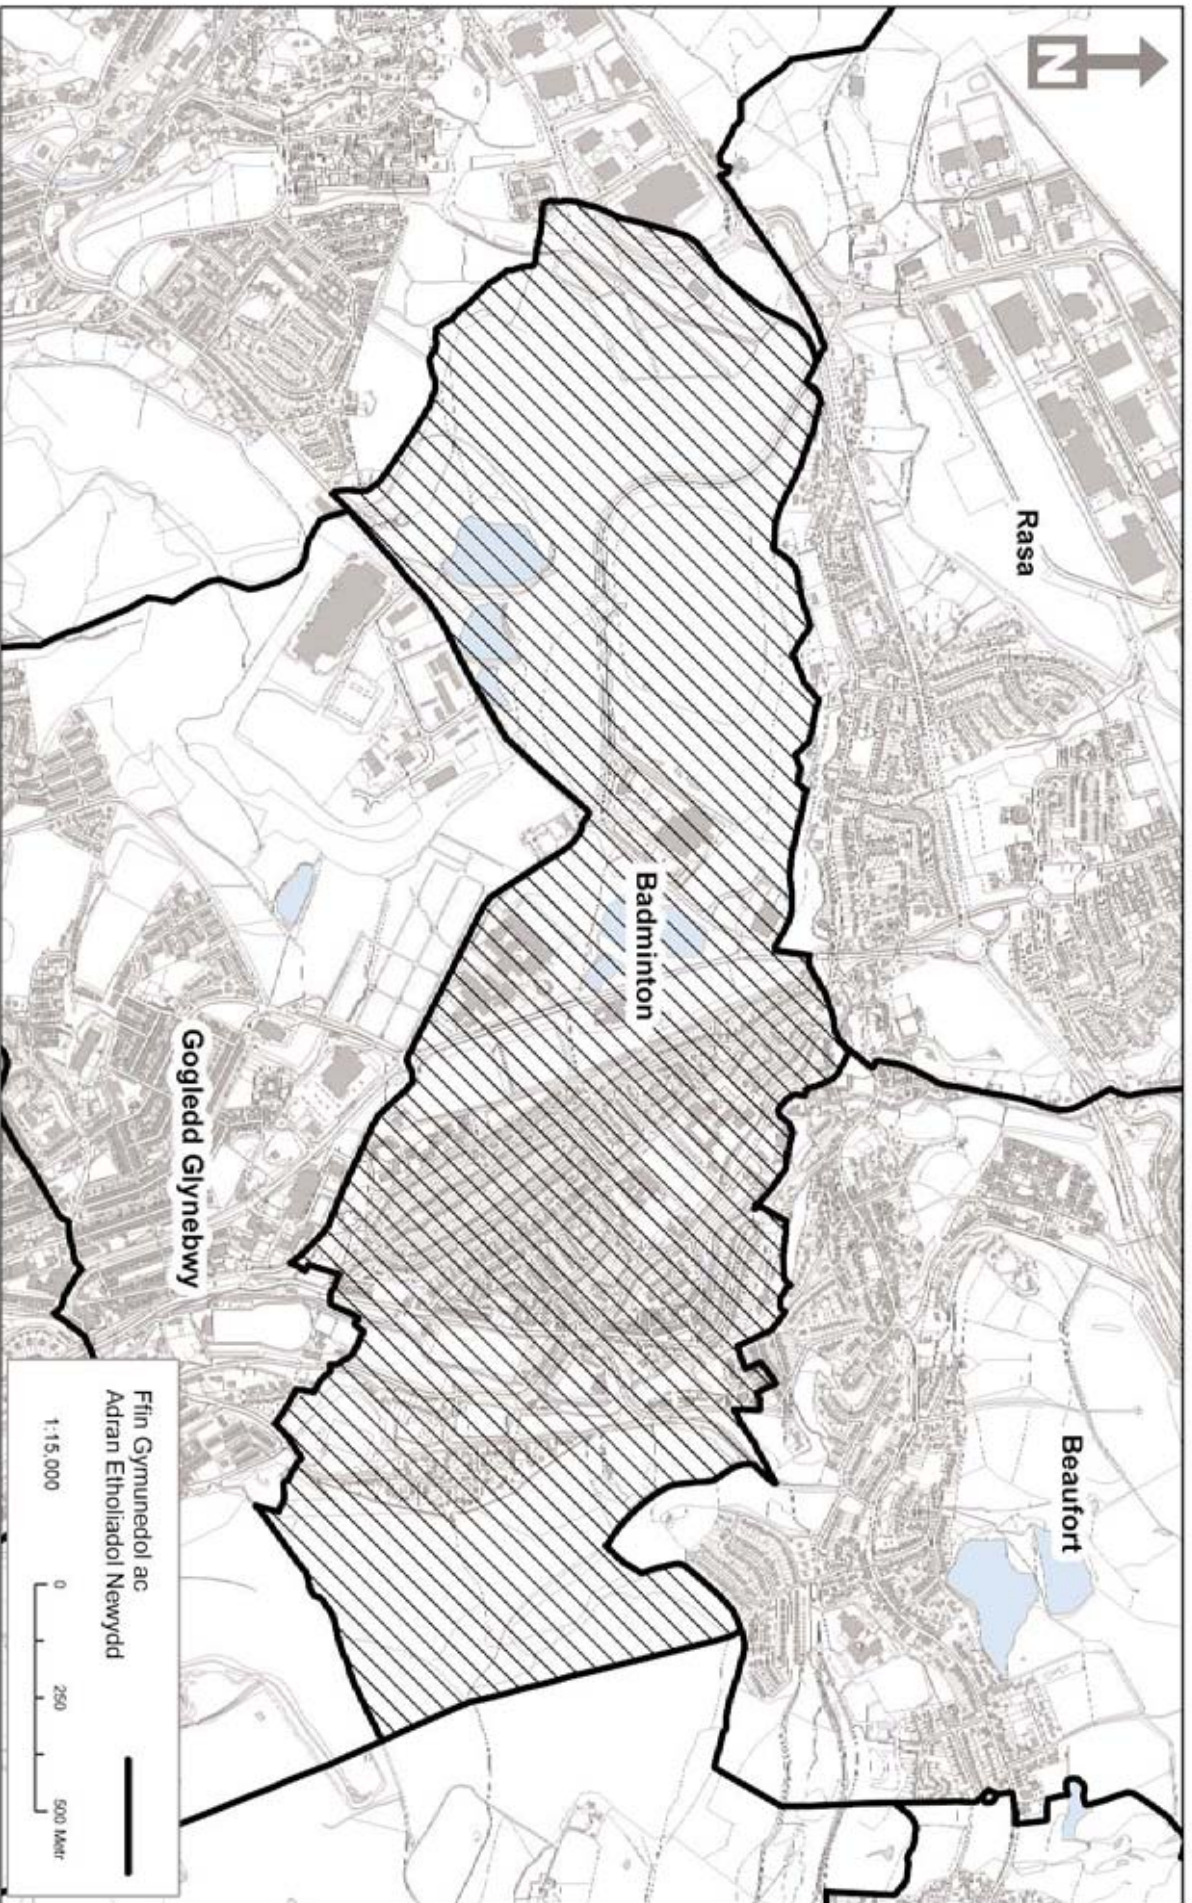 N
Rasa
Beaufort
Badminton
Gogledd Glynebwy
Ffin Gymunedol ac
Adran Etholiadol Newydd
1:15,000
0 250 500 Metr